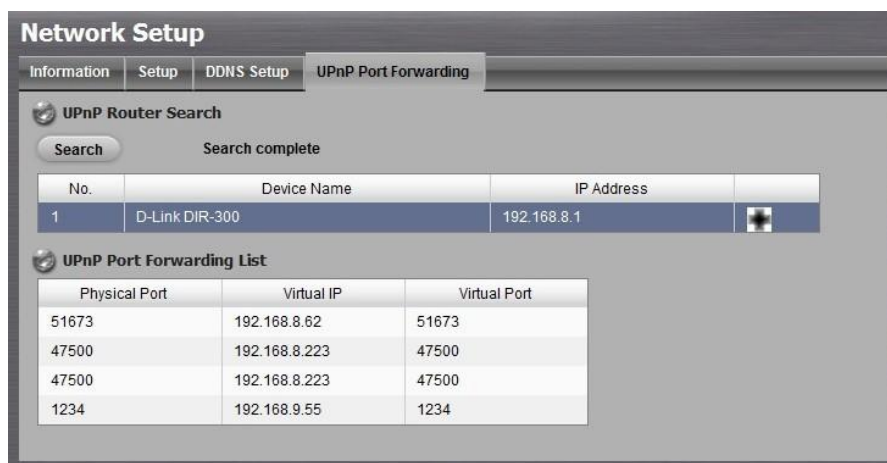 Network Setup
Information Setup DDNS Setup UPnP Port Forwarding
UPnP Router Search
Search Search complete
No. Device Name IP Address
1 D-Link DIR-300 192.168.8.1
UPnP Port Forwarding List
Physical Port Virtual IP Virtual Port
51673 192.168.8.62 51673
47500 192.168.8.223 47500
47500 192.168.8.223 47500
1234 192.168.9.55 1234